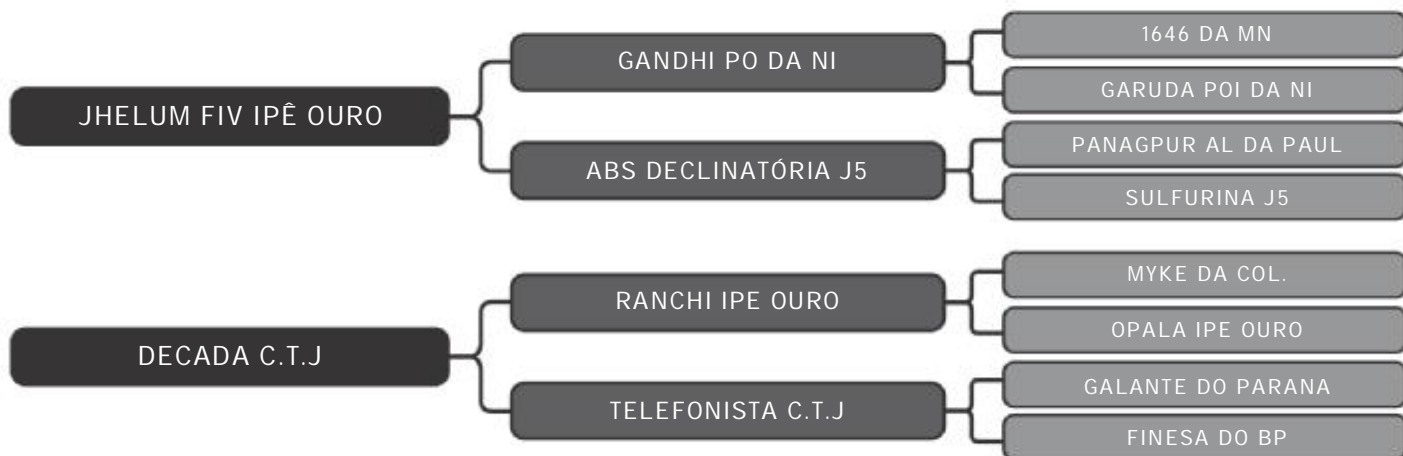 1646 DA MN
GANDHI PO DA NI
GARUDA POI DA NI
JHELUM FIV IPÊ OURO
PANAGPUR AL DA PAUL
ABS DECLINATÓRIA J5
SULFURINA J5
MYKE DA COL.
RANCHI IPE OURO
OPALA IPE OURO
DECADA C.T.J
GALANTE DO PARANA
TELEFONISTA C.T.J
FINESA DO BP